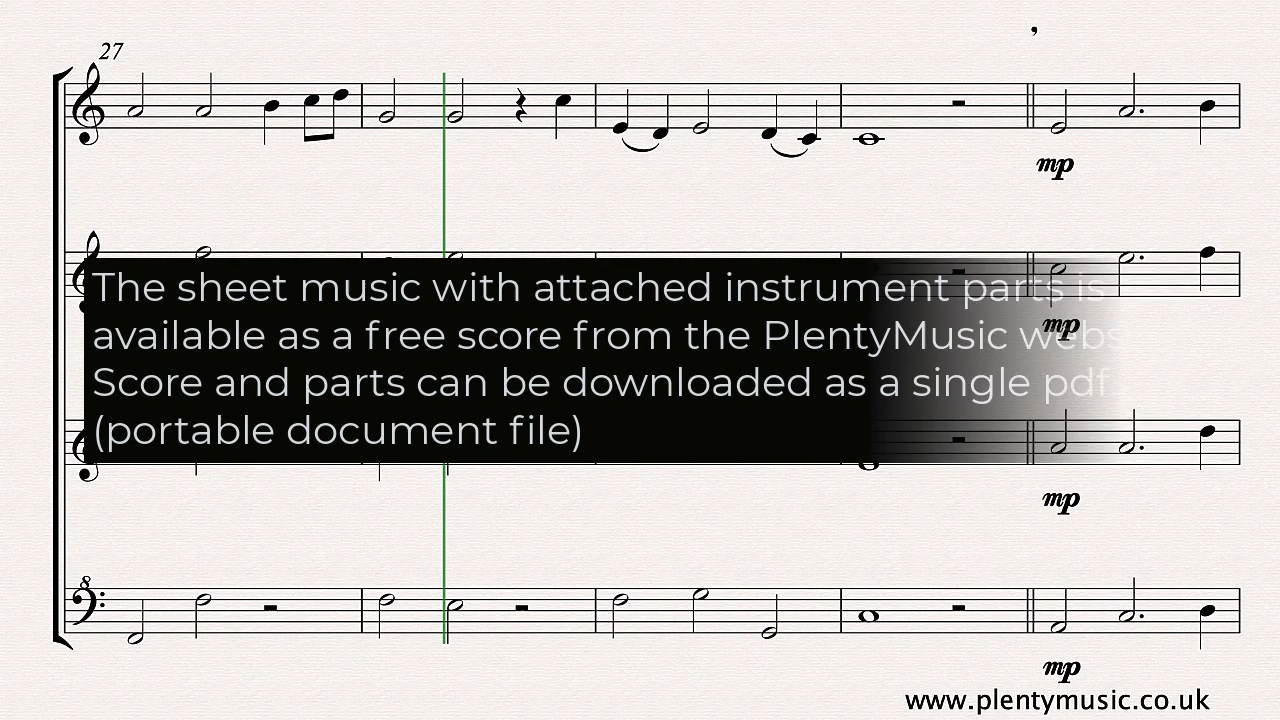 27
The sheet music with attached instrument parts is
available as a free score from the PlentyMusic webs
Score and parts can be downloaded as a single pdf
(portable document file)
mp
mp
mp
8
mp
www.plentymusic.co.uk